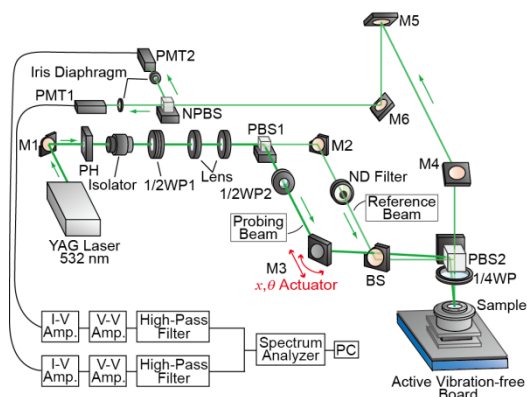 PMT2
Iris Diaphragm
PMT1
NPBS
M5
M6
M1
PH
Isolator
1/2WP1
Lens
PBS1
1/2WP2
M2
ND Filter
M4
Reference
Beam
Probing
Beam
YAG Laser
532 nm
M3
x,θ Actuator
BS
PBS2
1/4WP
Sample
I-V
Amp.
V-V
Amp.
High-Pass
Filter
Spectrum
Analyzer
PC
I-V
Amp.
V-V
Amp.
High-Pass
Filter
Active Vibration-free
Board